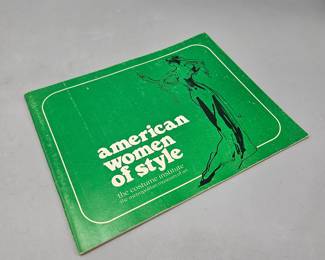 american
women
of style
the costume institute
the metropolitan museum of art